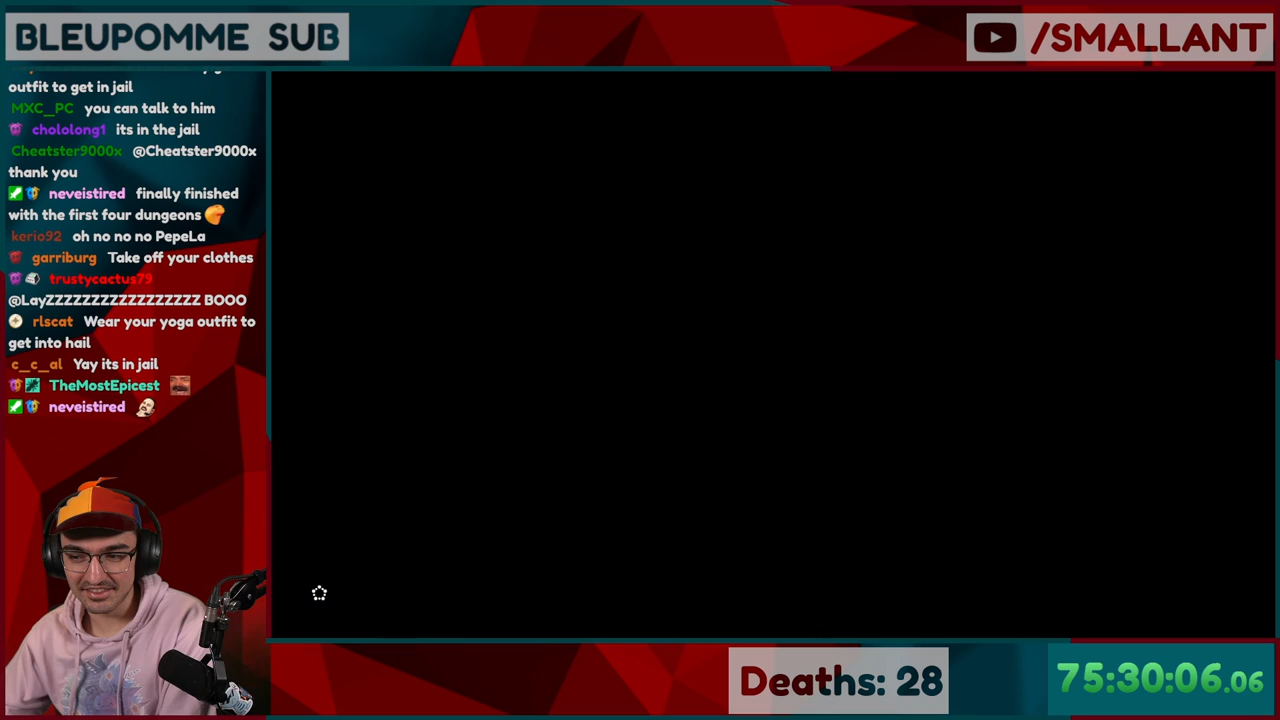 BLEUPOMME SUB
/SMALLANT
outfit to get in jail
MXC_PC you can talk to him
chololong1 its in the jail
Cheatster9000x @Cheatster9000x
thank you
neveistired finally finished
with the first four dungeons
kerio92 oh no no no PepeLa
garriburg Take off your clothes
trustycactus79
@LayZZZZZZZZZZZZZZZZZ BOOO
rlscat Wear your yoga outfit to
get into hail
c__c_al Yay its in jail
TheMostEpicest
neveistired
Deaths: 28
75:30:06.06